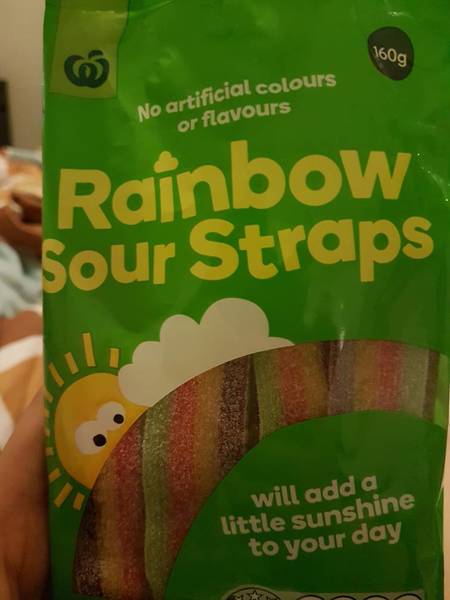 160g
No artificial colours
or flavours
Rainbow
Sour Straps
will add a
little sunshine
to your day